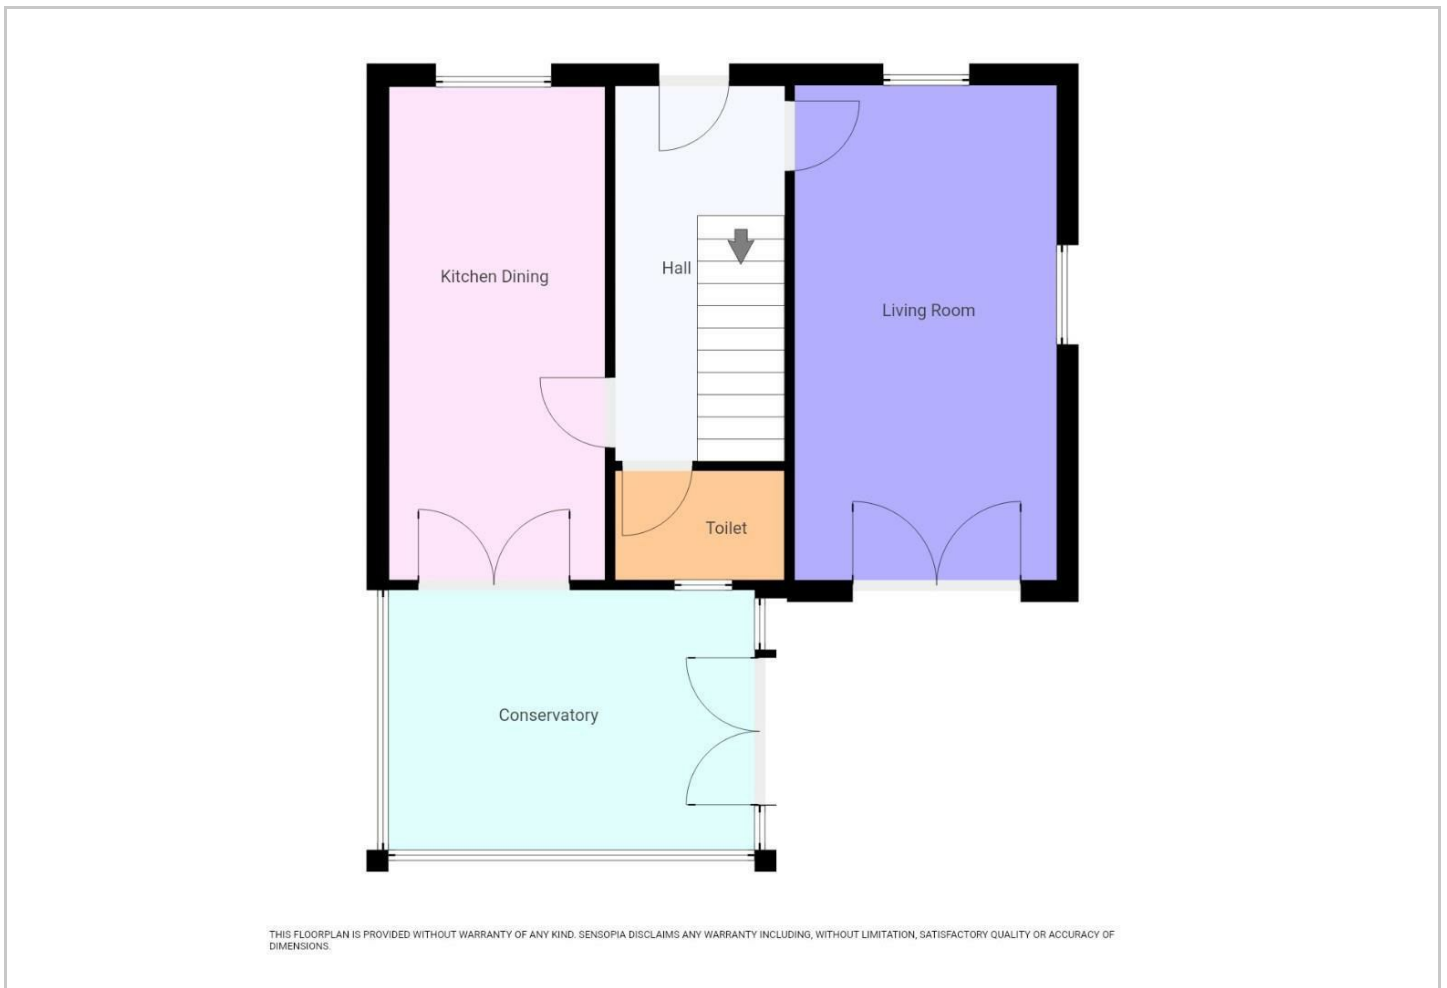 Kitchen Dining
Hall
Living Room
Toilet
Conservatory
THIS FLOORPLAN IS PROVIDED WITHOUT WARRANTY OF ANY KIND. SENSOPIA DISCLAIMS ANY WARRANTY INCLUDING, WITHOUT LIMITATION, SATISFACTORY QUALITY OR ACCURACY OF
DIMENSIONS.